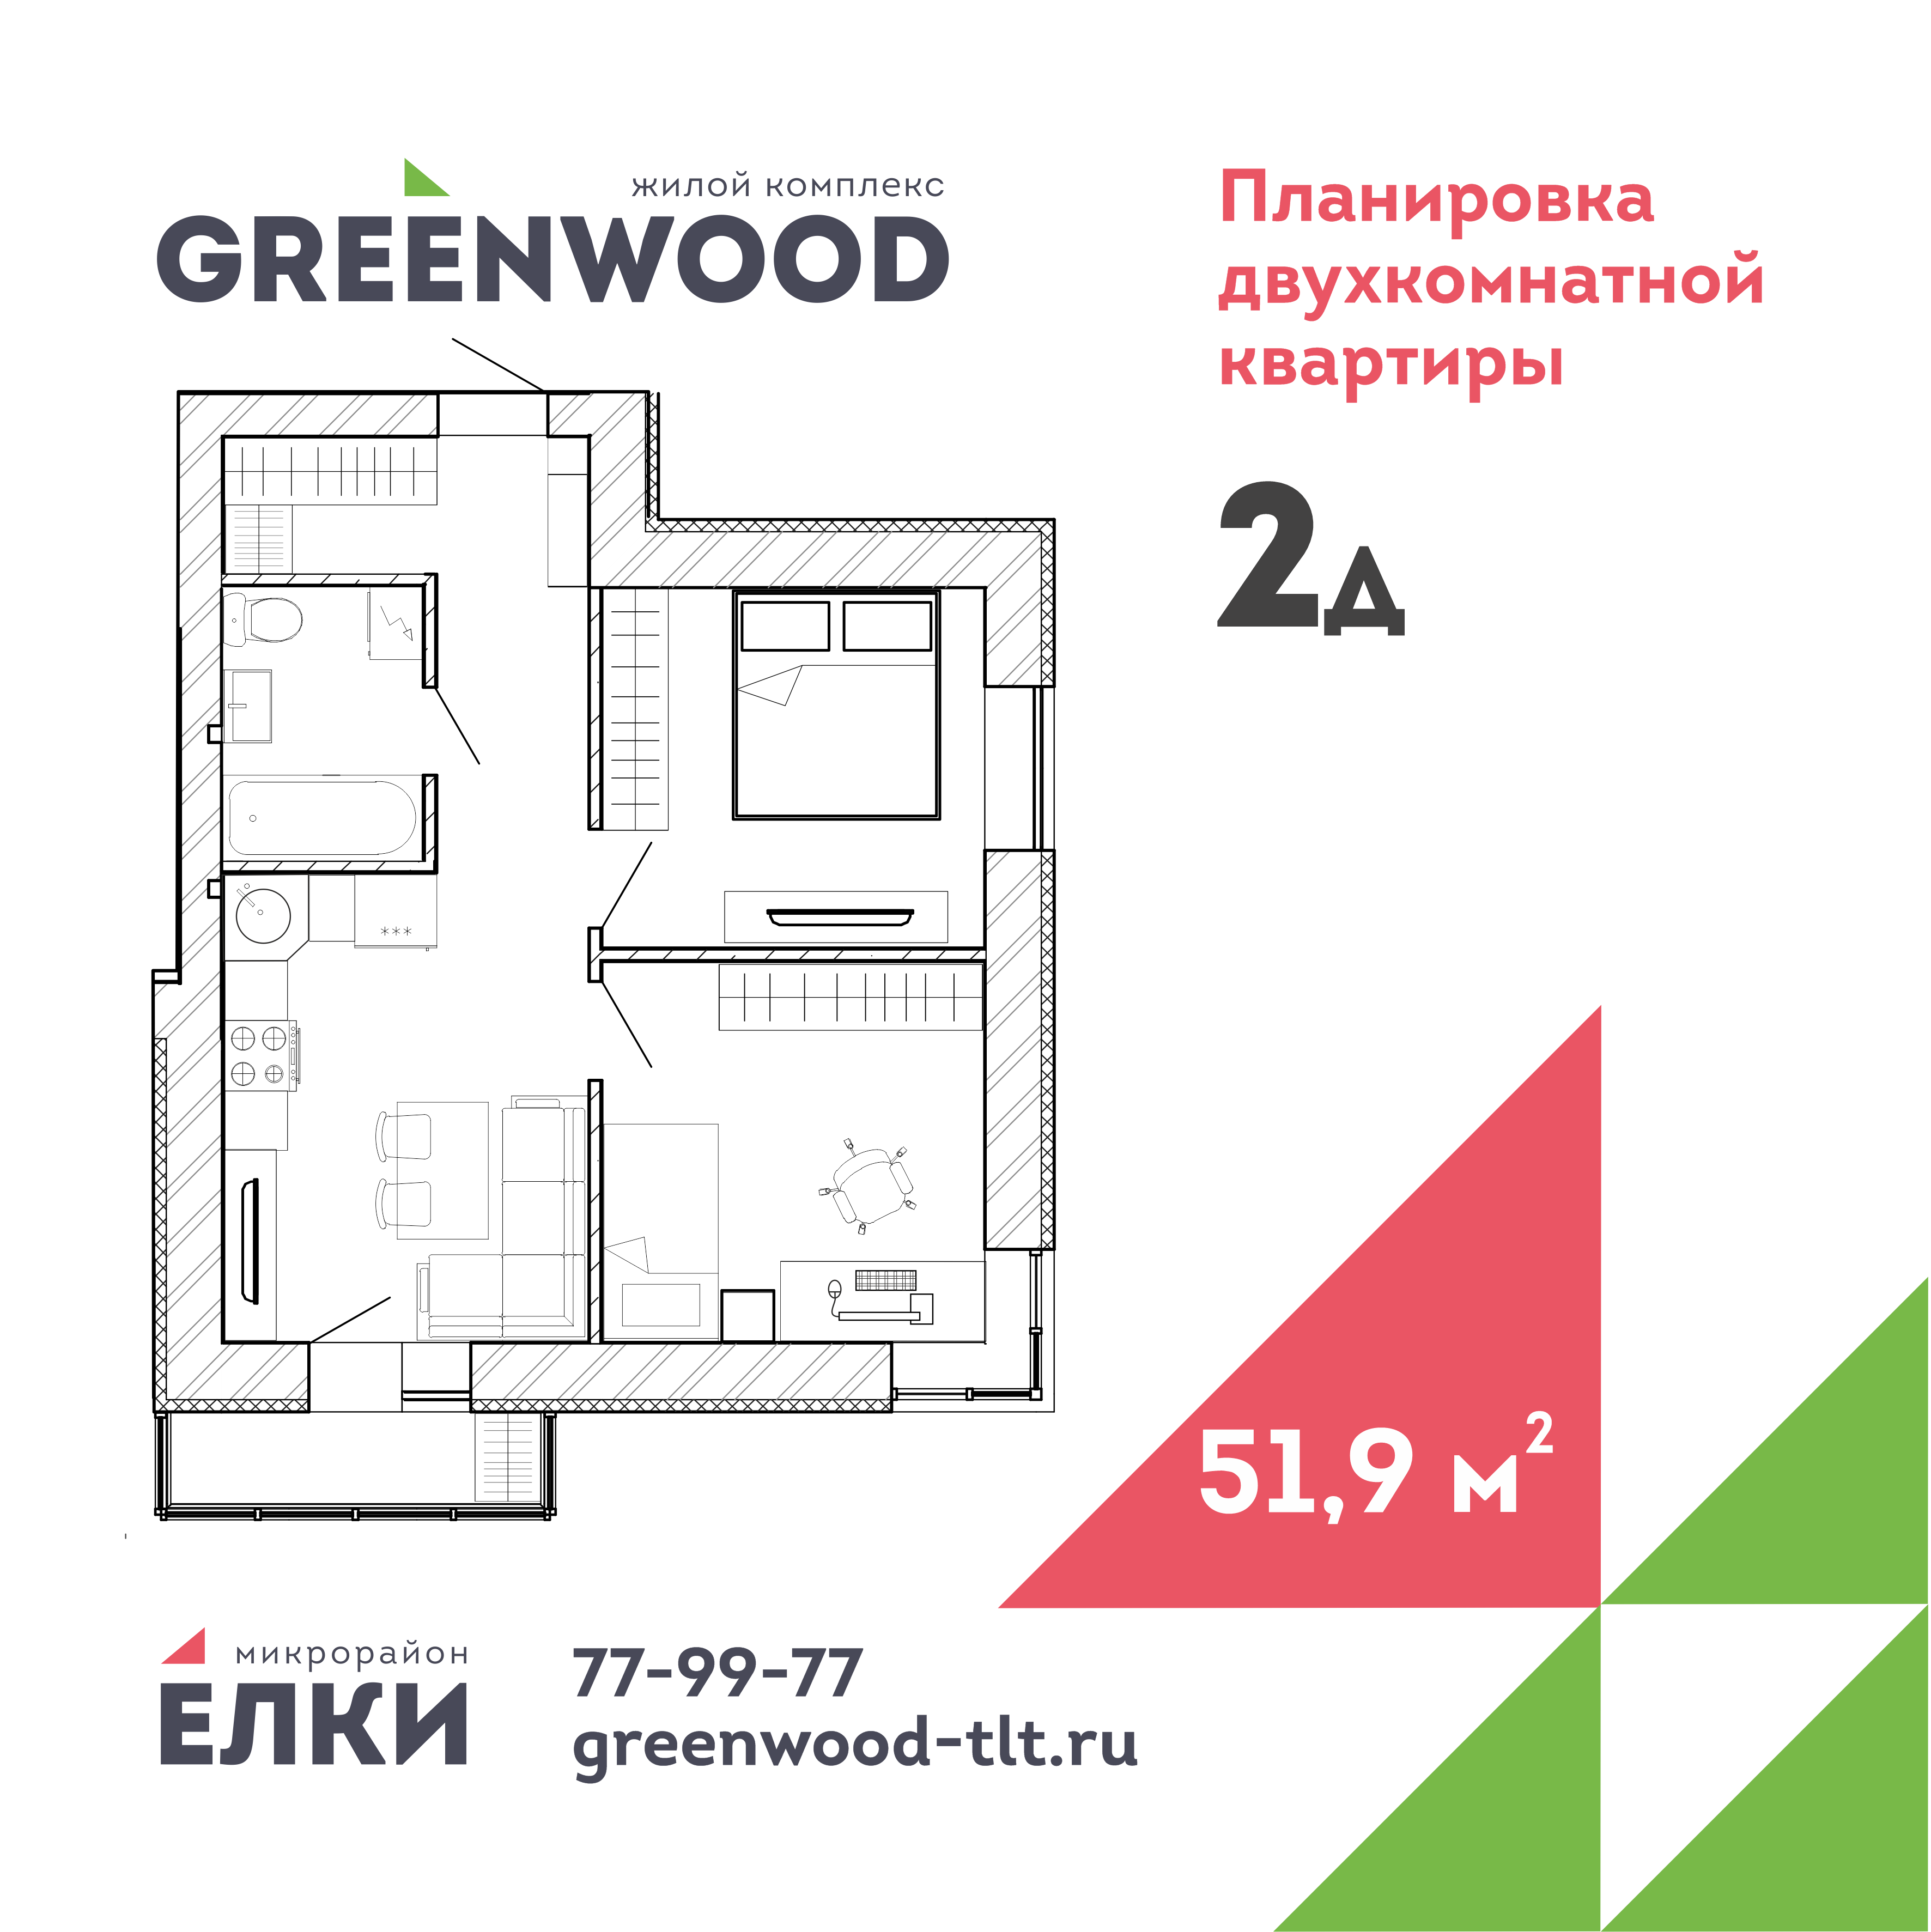 жилой комплекс
GREENWOOD
Планировка
двухкомнатной
квартиры
2д
51,9 м²
микрорайон
ЕЛКИ
77-99-77
greenwood-tlt.ru